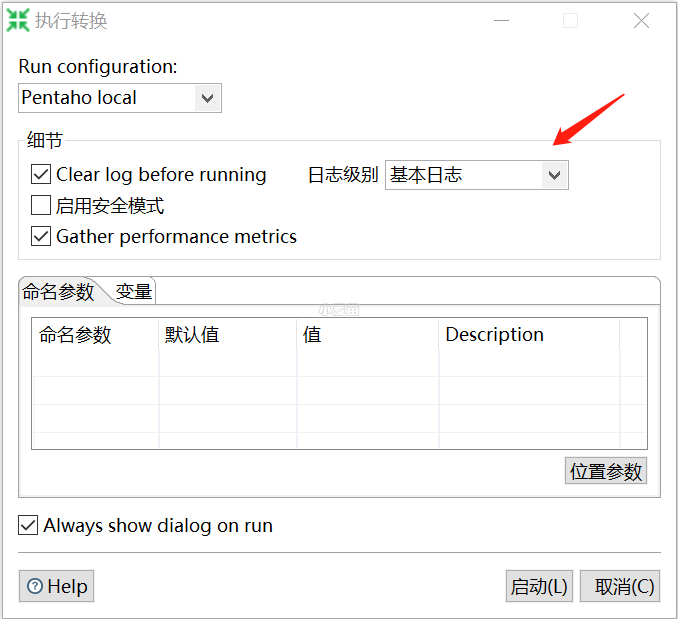 执行转换
Run configuration:
Pentaho local
细节
Clear log before running 日志级别 基本日志
启用安全模式
Gather performance metrics
命名参数 变量
命名参数 默认值 值 Description
位置参数
Always show dialog on run
Help 启动(L) 取消(C)